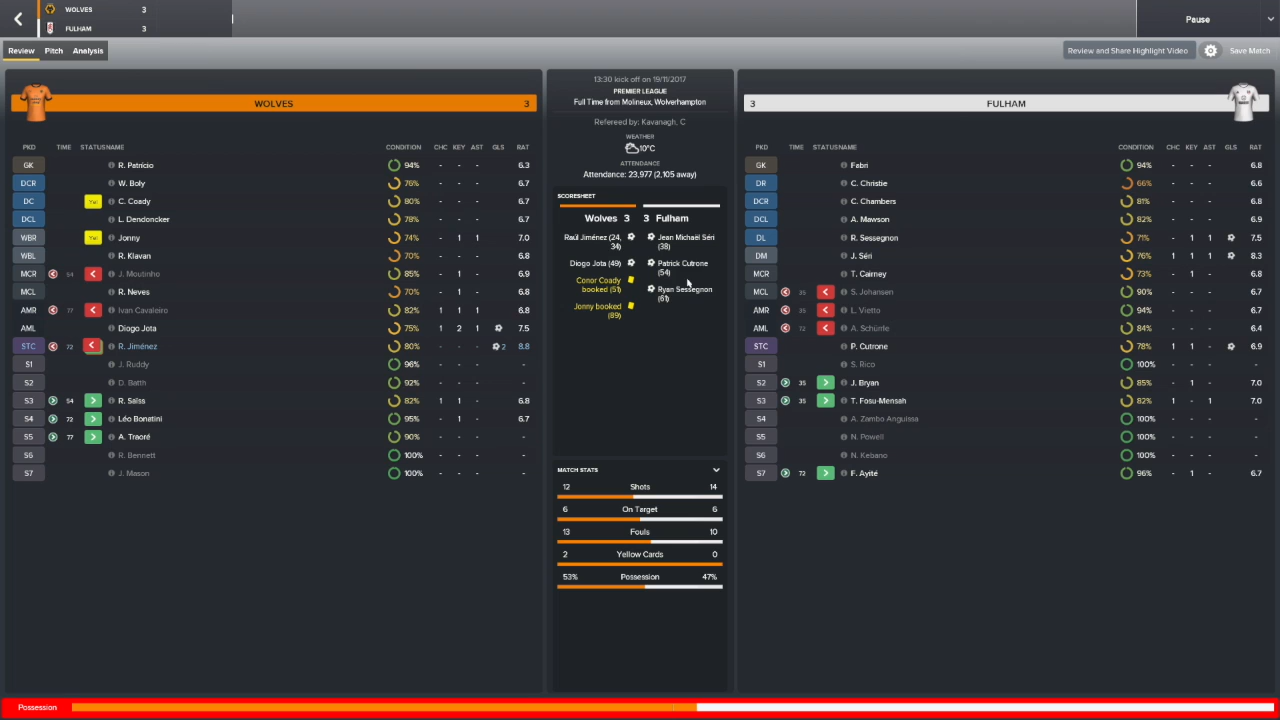 WOLVES 3
FULHAM 3
Pause
Review Pitch Analysis
Review and Share Highlight Video Save Match
WOLVES 3
PKD TIME STATUS NAME CONDITION CHC KEY AST GLS RAT
GK R. Patrício 94% - - - 6.3
DCR W. Boly 76% - - - 6.7
DC Yel C. Coady 80% - - - 6.7
DCL L. Dendoncker 78% - - - 6.7
WBR Yel Jonny 74% - 1 1 7.0
WBL R. Klavan 70% - - - 6.8
MCR 54 J. Moutinho 85% - 1 - 6.9
MCL R. Neves 70% - 1 - 6.8
AMR 77 Ivan Cavaleiro 82% 1 1 1 6.8
AML Diogo Jota 75% 1 2 1 7.5
STC 72 R. Jiménez 80% - - - 2 8.8
S1 J. Ruddy 96% - - - -
S2 D. Batth 92% - - - -
S3 54 R. Saïss 82% 1 1 - 6.8
S4 72 Léo Bonatini 95% - 1 - 6.7
S5 77 A. Traoré 90% - - - -
S6 R. Bennett 100% - - - -
S7 J. Mason 100% - - - -
13:30 kick off on 19/11/2017
PREMIER LEAGUE
Full Time from Molineux, Wolverhampton
Refereed by: Kavanagh, C
WEATHER
10°C
ATTENDANCE
Attendance: 23,977 (2,105 away)
SCORESHEET
Wolves 3 3 Fulham
Raúl Jiménez (24,
34)
Jean Michaël Séri
(38)
Diogo Jota (49)
Patrick Cutrone
(54)
Conor Coady
booked (51)
Ryan Sessegnon
(61)
Jonny booked
(89)
MATCH STATS
12 Shots 14
6 On Target 6
13 Fouls 10
2 Yellow Cards 0
53% Possession 47%
3 FULHAM
PKD TIME STATUS NAME CONDITION CHC KEY AST GLS RAT
GK Fabri 94% - - - 6.8
DR C. Christie 66% - - - 6.6
DCR C. Chambers 81% - - - 6.8
DCL A. Mawson 82% - - - 6.9
DL R. Sessegnon 71% - 1 1 7.5
DM J. Séri 76% - 1 1 8.3
MCR T. Cairney 73% - 1 - 6.8
MCL 35 S. Johansen 90% - - - 6.7
AMR 35 L. Vietto 94% - - - 6.7
AML 72 A. Schürrle 84% - - - 6.4
STC P. Cutrone 78% - 1 - 6.9
S1 S. Rico 100% - - - -
S2 35 J. Bryan 85% - 1 - 7.0
S3 35 T. Fosu-Mensah 82% - 1 1 7.0
S4 A. Zambo Anguissa 100% - - - -
S5 N. Powell 100% - - - -
S6 N. Kebano 100% - - - -
S7 72 F. Ayité 96% - 1 - 6.7
Possession